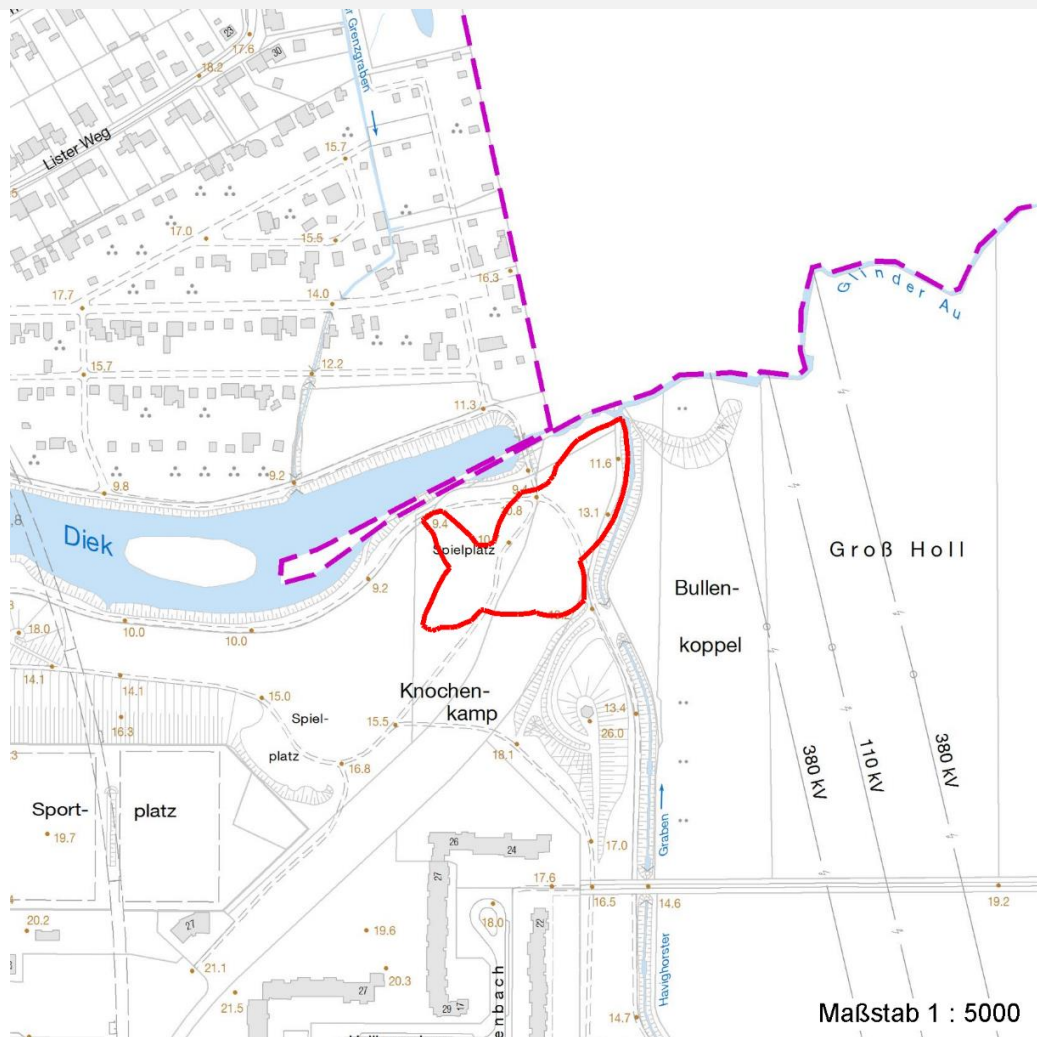 23
17.6
30
18.2
r Grenzgraben
Lister Weg
15.7
17.0
15.5
16.3
17.7
14.0
Glinder Au
15.7
12.2
11.3
9.8
9.2
9.4
11.6
10.8
9.4
13.1
Diek
Spielplatz
Groß Holl
9.2
Bullen-
koppel
18.0
10.0
10.0
14.1
14.1
15.0
Knochen-
kamp
16.3
Spiel-
platz
15.5
13.4
26.0
18.1
16.8
380 kV
110 kV
380 kV
Sport-
platz
19.7
26
24
17.0
Graben
27
17.6
16.5
14.6
19.2
20.2
27
19.6
18.0
22
21.1
20.3
21.5
27
29
17
enbach
Havighorster
14.7
Maßstab 1 : 5000